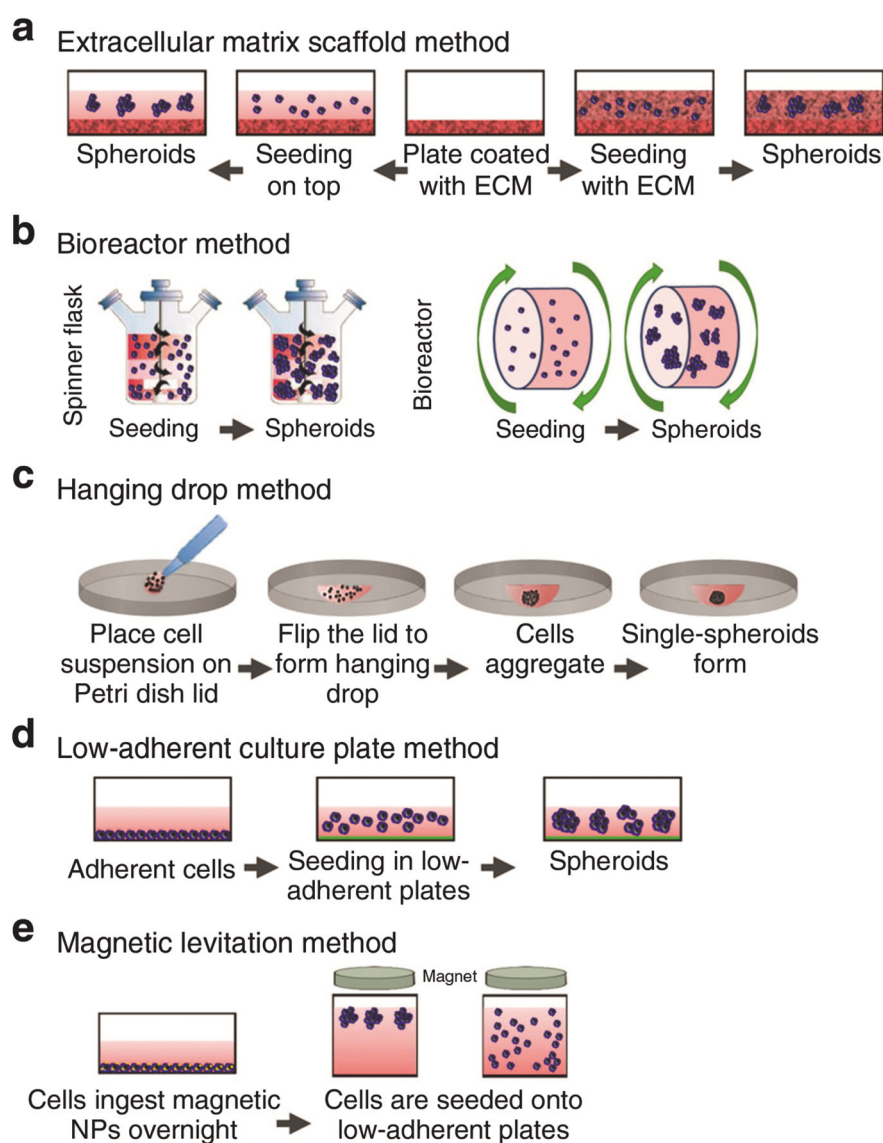 a
Extracellular matrix scaffold method
Spheroids
Seeding
on top
Plate coated
with ECM
Seeding
with ECM
Spheroids
b
Bioreactor method
Spinner flask
Seeding
Spheroids
Bioreactor
Seeding
Spheroids
c
Hanging drop method
Place cell
suspension on
Petri dish lid
Flip the lid to
form hanging
drop
Cells
aggregate
Single-spheroids
form
d
Low-adherent culture plate method
Adherent cells
Seeding in low-
adherent plates
Spheroids
e
Magnetic levitation method
Magnet
Cells ingest magnetic
NPs overnight
Cells are seeded onto
low-adherent plates